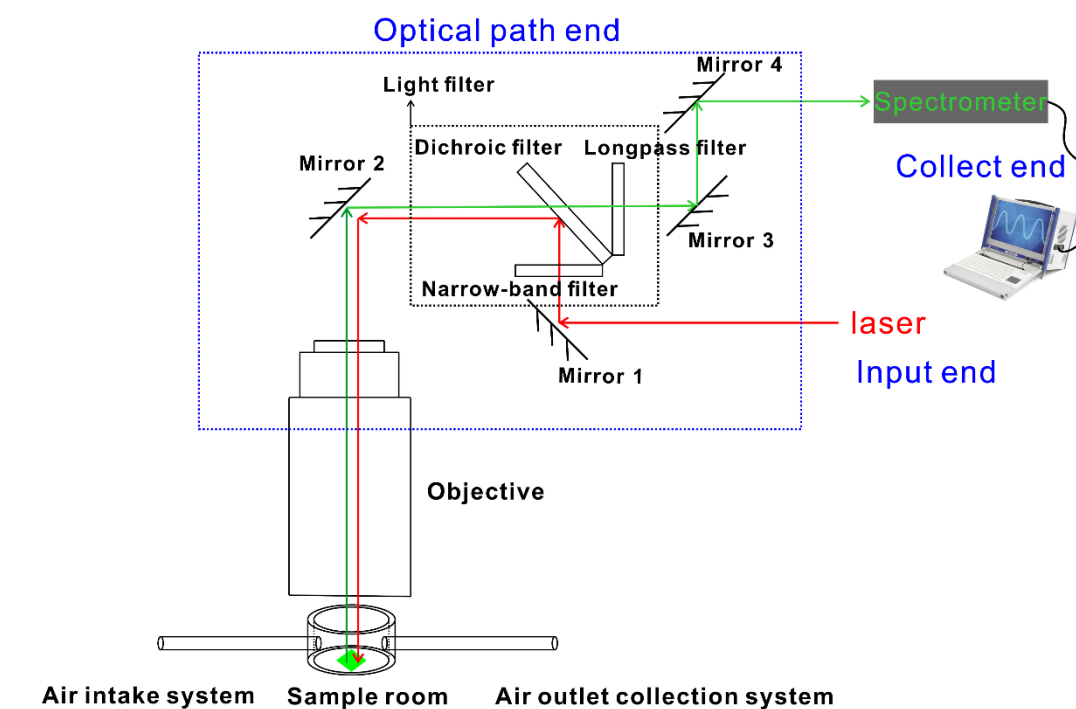 Optical path end
Mirror 4
Light filter
Spectrometer
Dichroic filter
Longpass filter
Mirror 2
Collect end
Mirror 3
Narrow-band filter
laser
Mirror 1
Input end
Objective
Air intake system
Sample room
Air outlet collection system